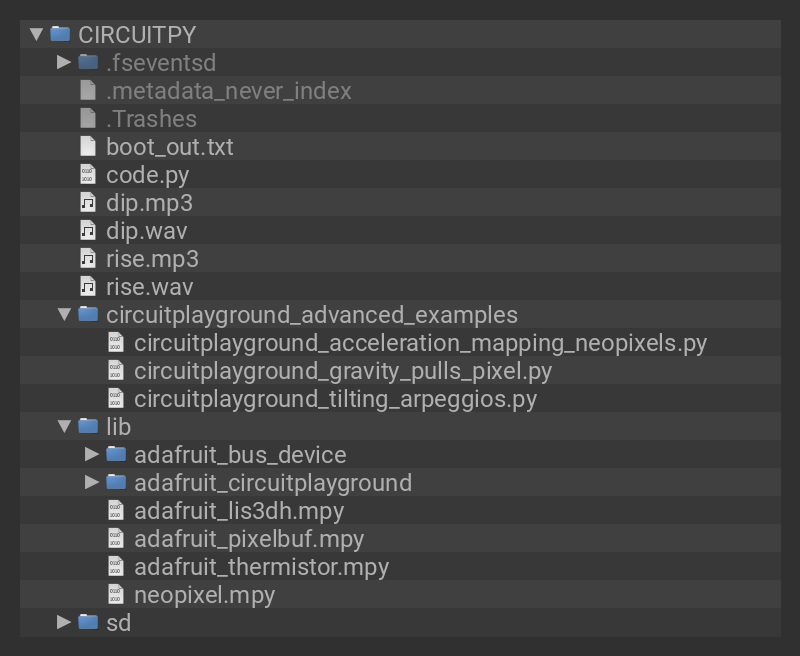 CIRCUITPY
.fseventsd
.metadata_never_index
.Trashes
boot_out.txt
code.py
dip.mp3
dip.wav
rise.mp3
rise.wav
circuitplayground_advanced_examples
circuitplayground_acceleration_mapping_neopixels.py
circuitplayground_gravity_pulls_pixel.py
circuitplayground_tilting_arpeggios.py
lib
adafruit_bus_device
adafruit_circuitplayground
adafruit_lis3dh.mpy
adafruit_pixelbuf.mpy
adafruit_thermistor.mpy
neopixel.mpy
sd